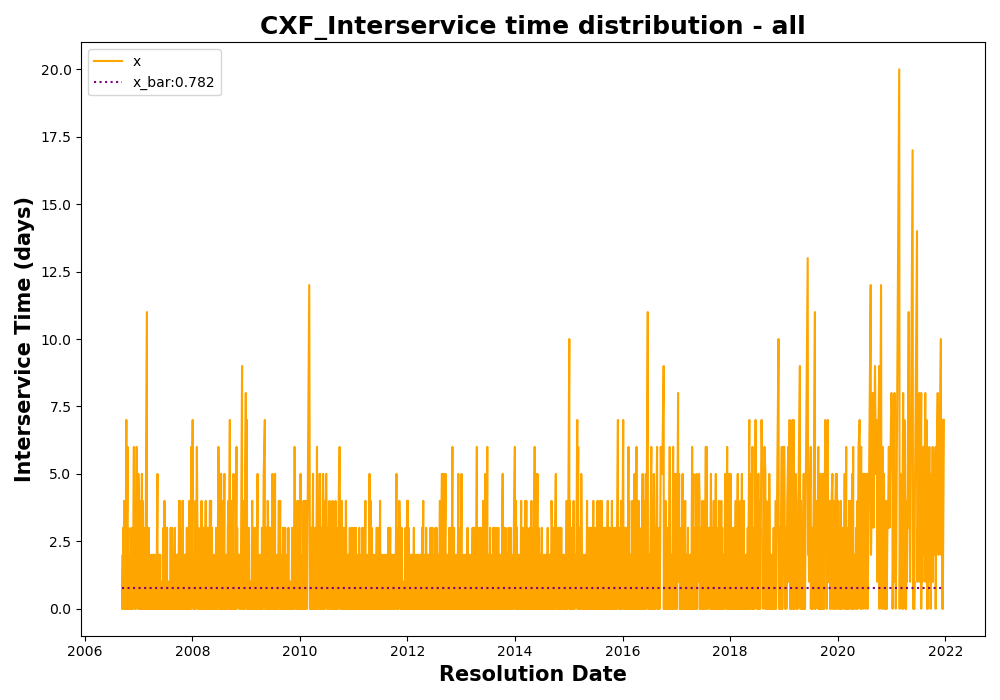 CXF_Interservice time distribution - all
x
x_bar:0.782
Interservice Time (days)
20.0
17.5
15.0
12.5
10.0
7.5
5.0
2.5
0.0
2006 2008 2010 2012 2014 2016 2018 2020 2022
Resolution Date